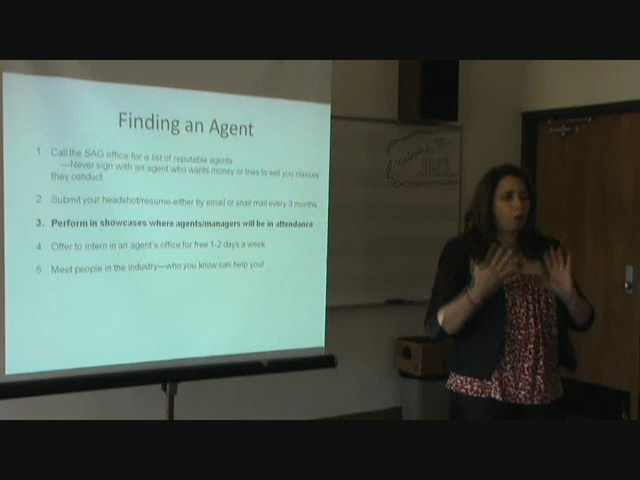 Finding an Agent
1. Call the SAG office for a list of reputable agents
—Never sign with an agent who wants money or tries to sell you classes
they conduct
2. Submit your headshot/resume-either by email or snail mail every 3 months
3. Perform in showcases where agents/managers will be in attendance
4. Offer to intern in an agent's office for free 1-2 days a week
5. Meet people in the industry—who you know can help you!
Welcome to